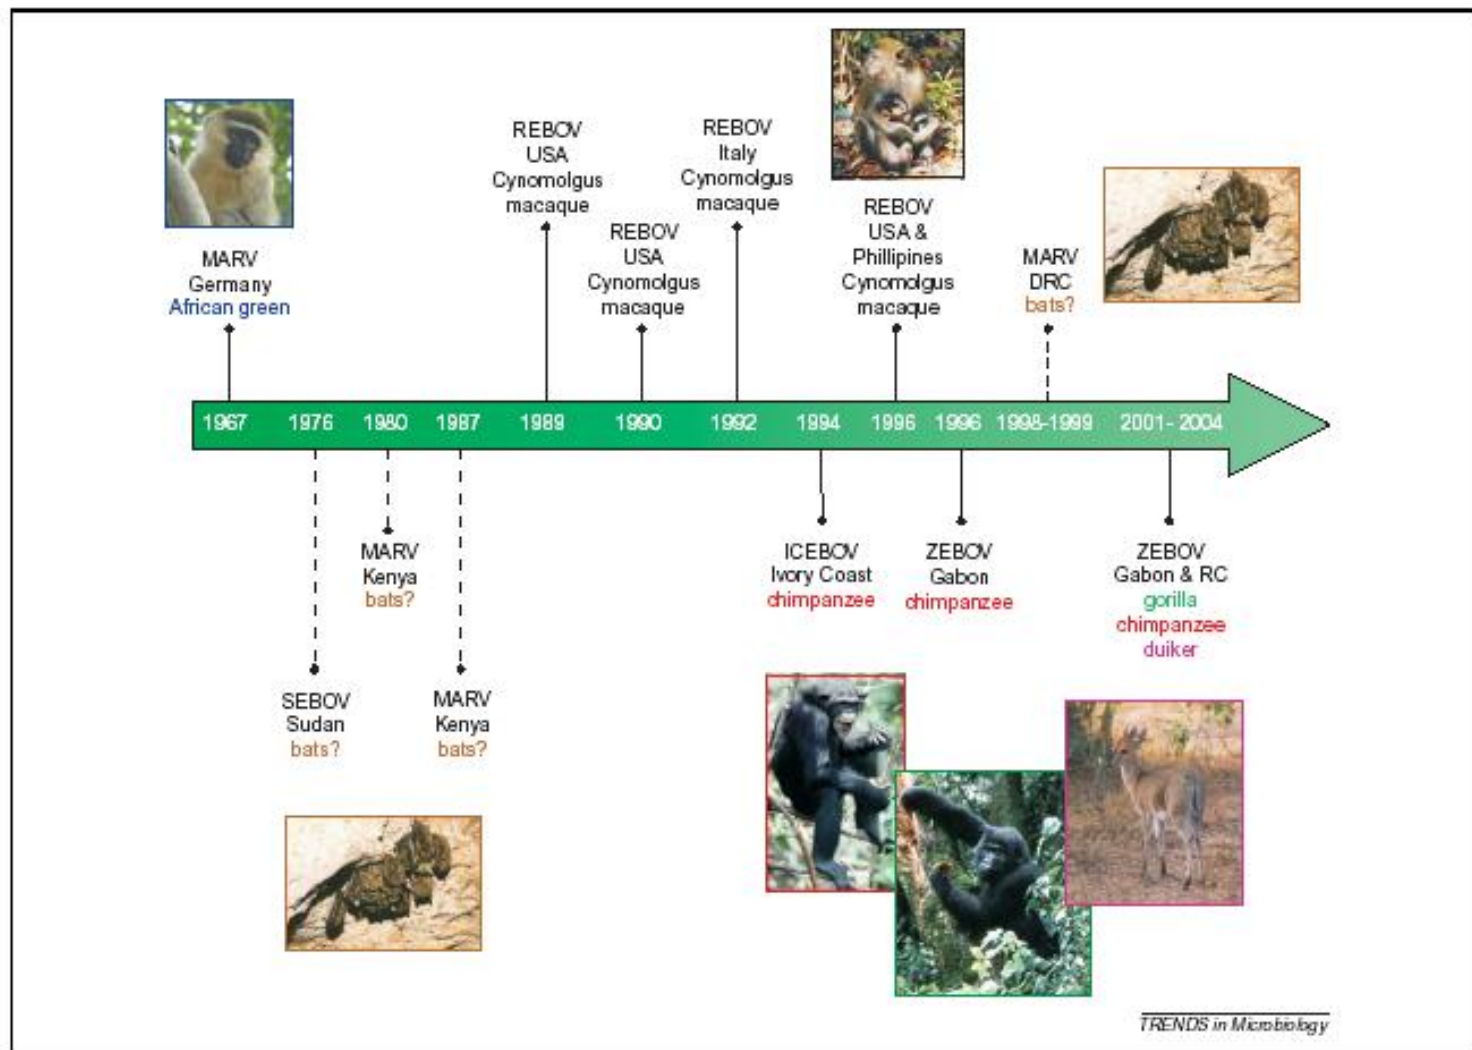 MARV
Germany
African green
REBOV
USA
Cynomolgus
macaque
REBOV
USA
Cynomolgus
macaque
REBOV
Italy
Cynomolgus
macaque
REBOV
USA &
Phillipines
Cynomolgus
macaque
MARV
DRC
bats?
1967 1976 1980 1987 1989 1990 1992 1994 1996 1996 1998-1999 2001- 2004
SEBOV
Sudan
bats?
MARV
Kenya
bats?
MARV
Kenya
bats?
ICEBOV
Ivory Coast
chimpanzee
ZEBOV
Gabon
chimpanzee
ZEBOV
Gabon & RC
gorilla
chimpanzee
duiker
TRENDS in Microbiology